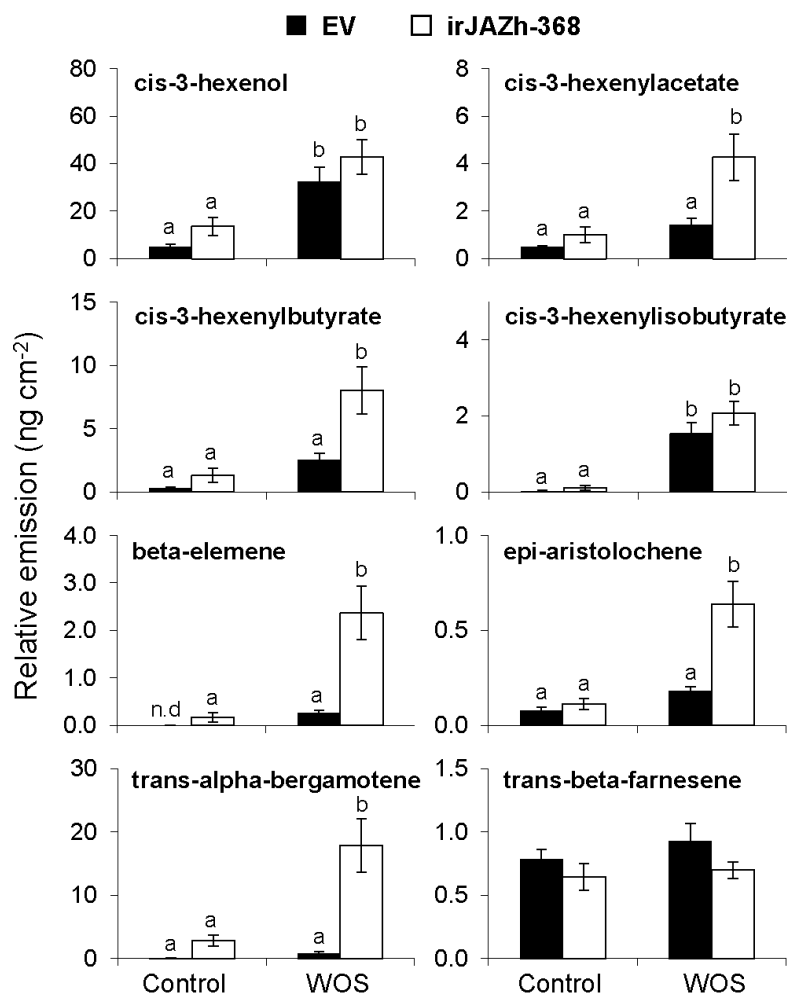 EV irJAZh-368
Relative emission (ng cm-2)
cis-3-hexenol
80
60
40
20
0
a a b b
cis-3-hexenylacetate
8
6
4
2
0
a a a b
cis-3-hexenylbutyrate
15
10
5
0
a a a b
cis-3-hexenylisobutyrate
4
2
0
a a b b
beta-elemene
4.0
3.0
2.0
1.0
0.0
n.d a a b
epi-aristolochene
1.0
0.5
0.0
a a a b
trans-alpha-bergamotene
30
20
10
0
a a a b
Control WOS
trans-beta-farnesene
1.5
1.0
0.5
0.0
Control WOS